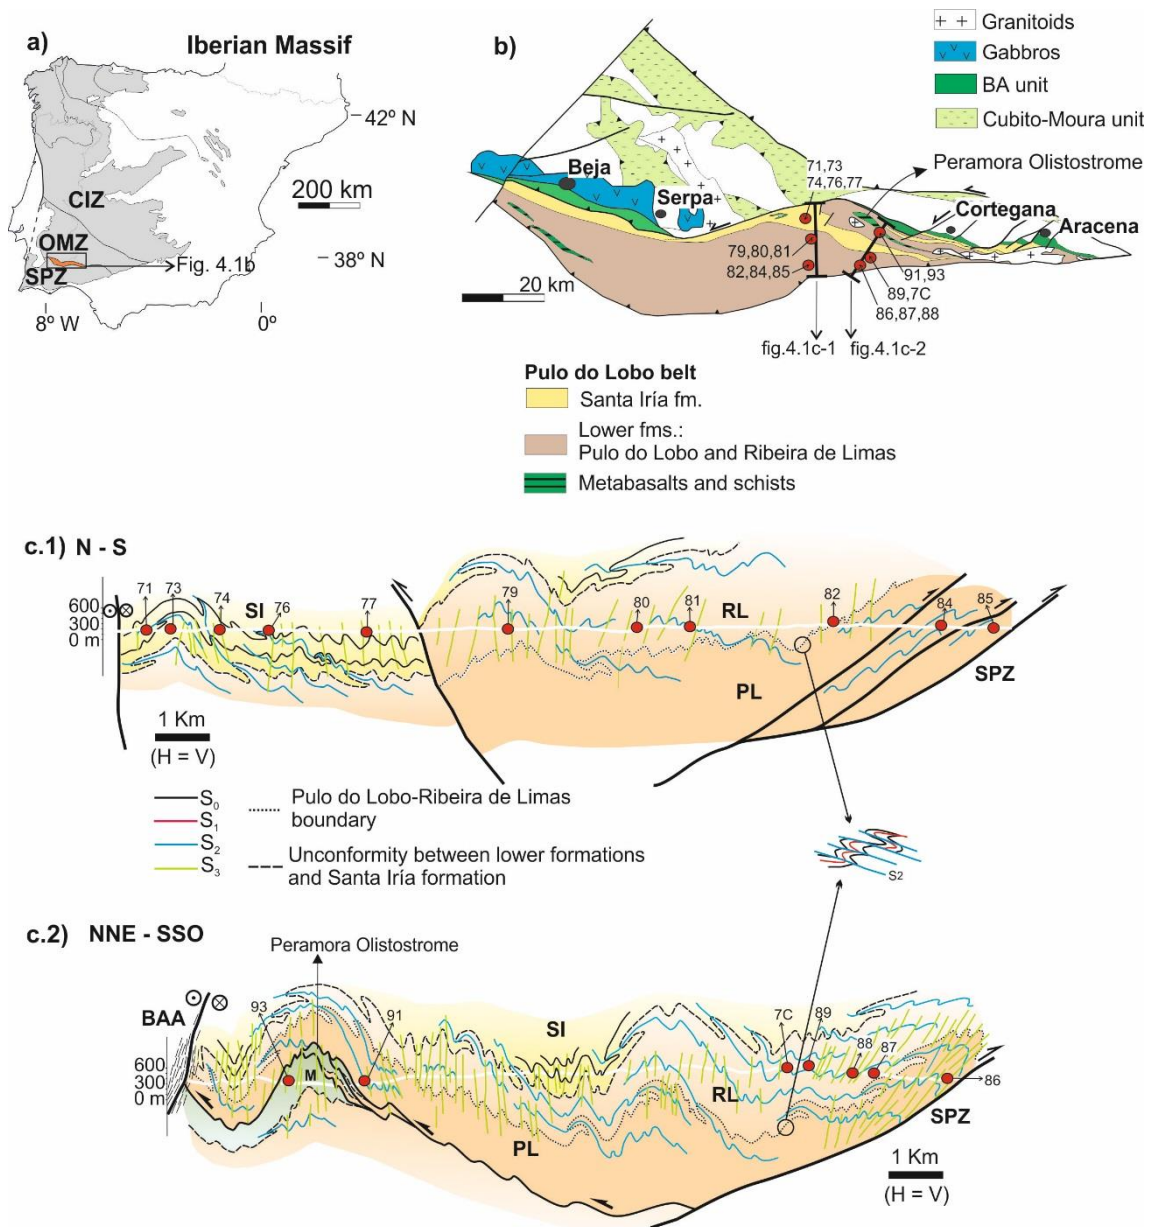 a)
Iberian Massif
42º N
200 km
CIZ
OMZ
Fig. 4.1b
38º N
SPZ
8º W
0º
b)
Granitoids
Gabbros
BA unit
Cubito-Moura unit
Peramora Olistostrome
71,73
74,76,77
Beja
Serpa
Cortegana
Aracena
79,80,81
82,84,85
91,93
89,7C
86,87,88
20 km
fig.4.1c-1
fig.4.1c-2
Pulo do Lobo belt
Santa Iría fm.
Lower fms.:
Pulo do Lobo and Ribeira de Limas
Metabasalts and schists
c.1) N - S
600
300
0 m
71
73
74
SI
76
77
79
80
81
RL
82
84
85
PL
SPZ
1 Km
(H = V)
S0
S1
S2
S3
Pulo do Lobo-Ribeira de Limas
boundary
Unconformity between lower formations
and Santa Iría formation
S2
c.2) NNE - SSO
Peramora Olistostrome
BAA
93
91
SI
7C
89
88
87
86
600
300
0 m
M
RL
PL
SPZ
1 Km
(H = V)